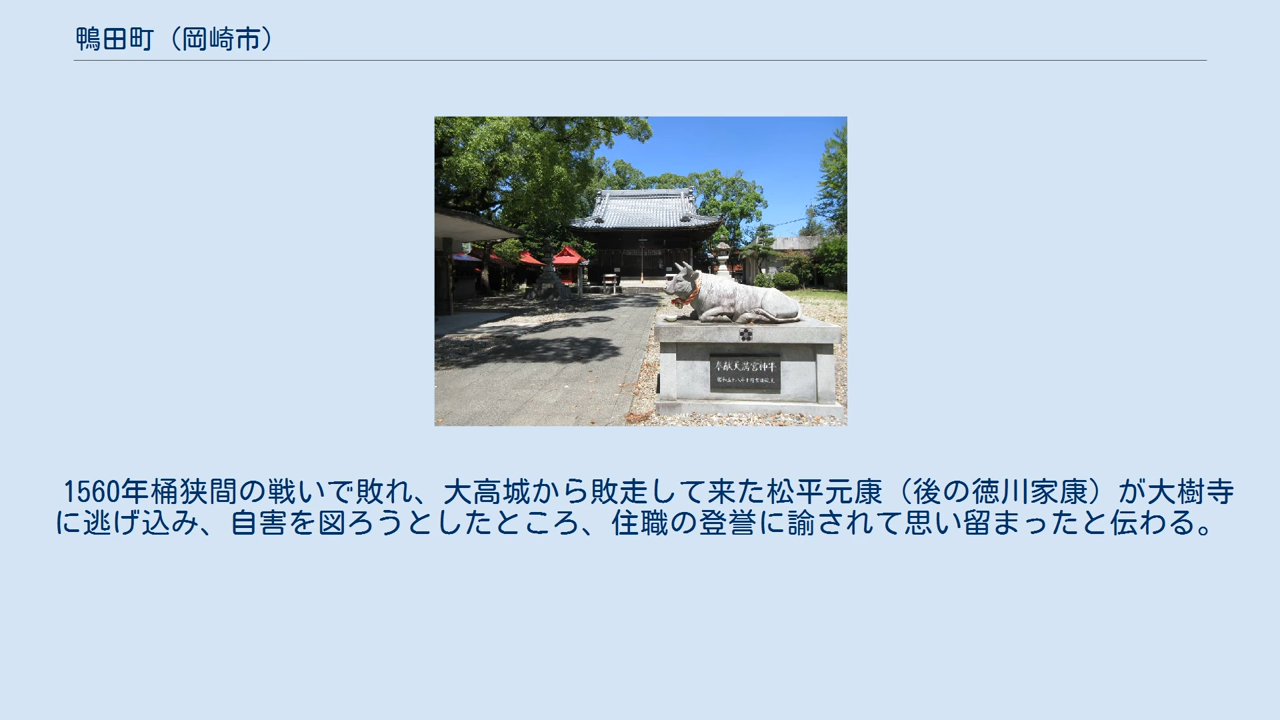 鴨田町（岡崎市）
奉献天満宮神牛
1560年桶狭間の戦いで敗れ、大高城から敗走して来た松平元康（後の徳川家康）が大樹寺
に逃げ込み、自害を図ろうとしたところ、住職の登誉に諭されて思い留まったと伝わる。